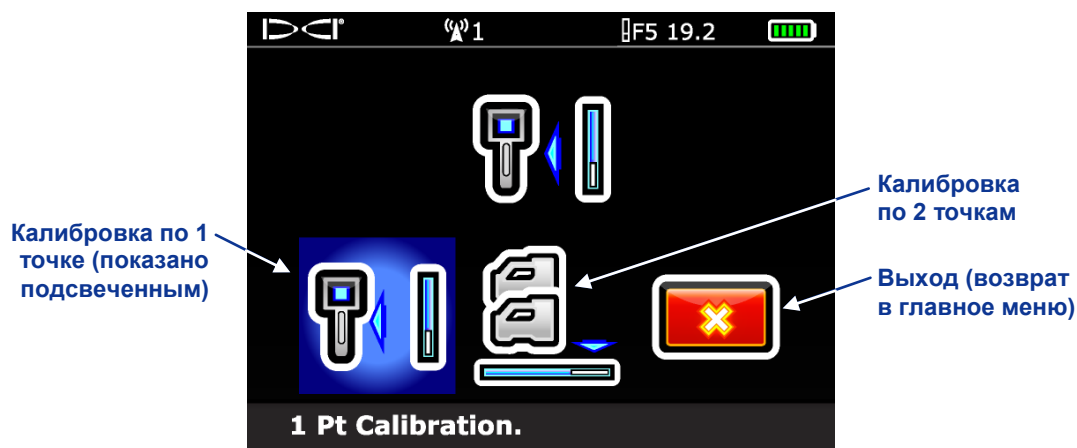 DCI
1
F5 19.2
Калибровка
по 2 точкам
Калибровка по 1
точке (показано
подсвеченным)
Выход (возврат
в главное меню)
1 Pt Calibration.